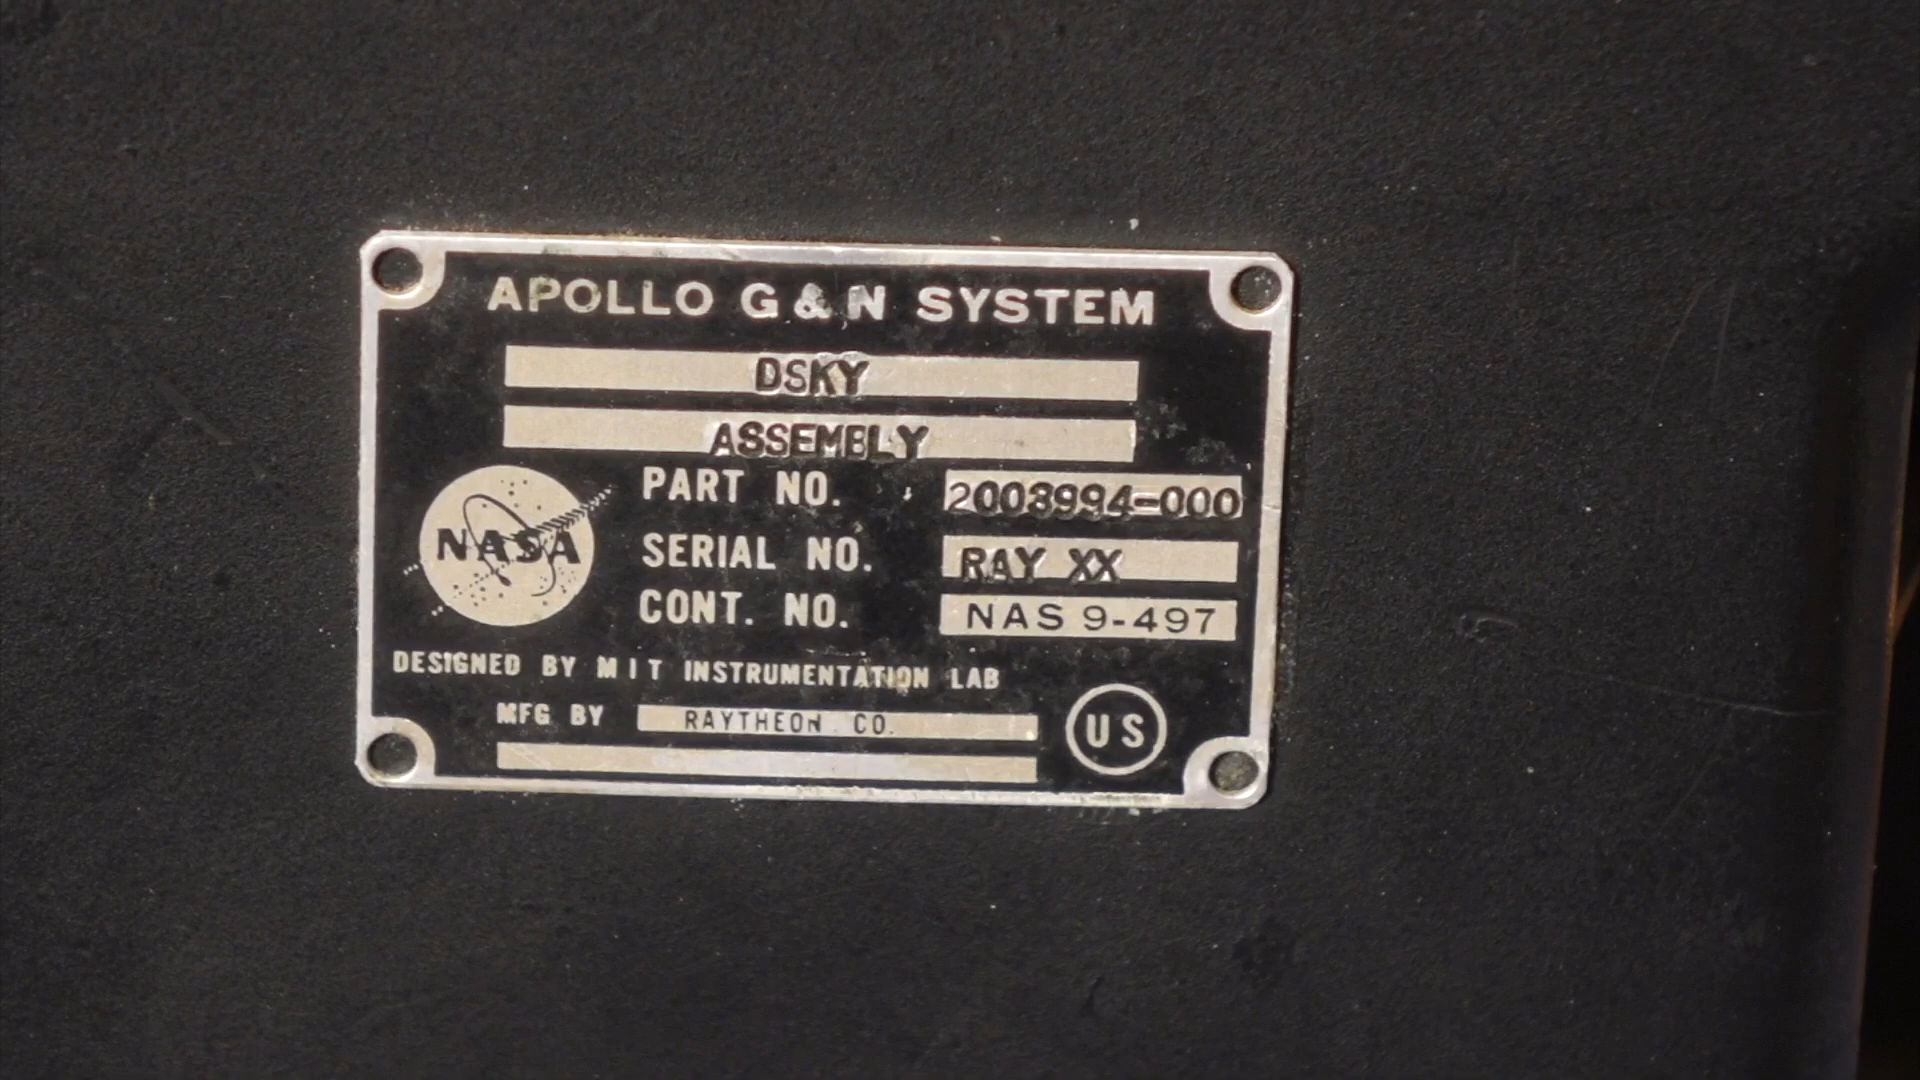 APOLLO G & N SYSTEM
DSKY
ASSEMBLY
PART NO. 2003994-000
SERIAL NO. RAY XX
CONT. NO. NAS 9-497
NASA
DESIGNED BY MIT INSTRUMENTATION LAB
MFG BY RAYTHEON CO.
US